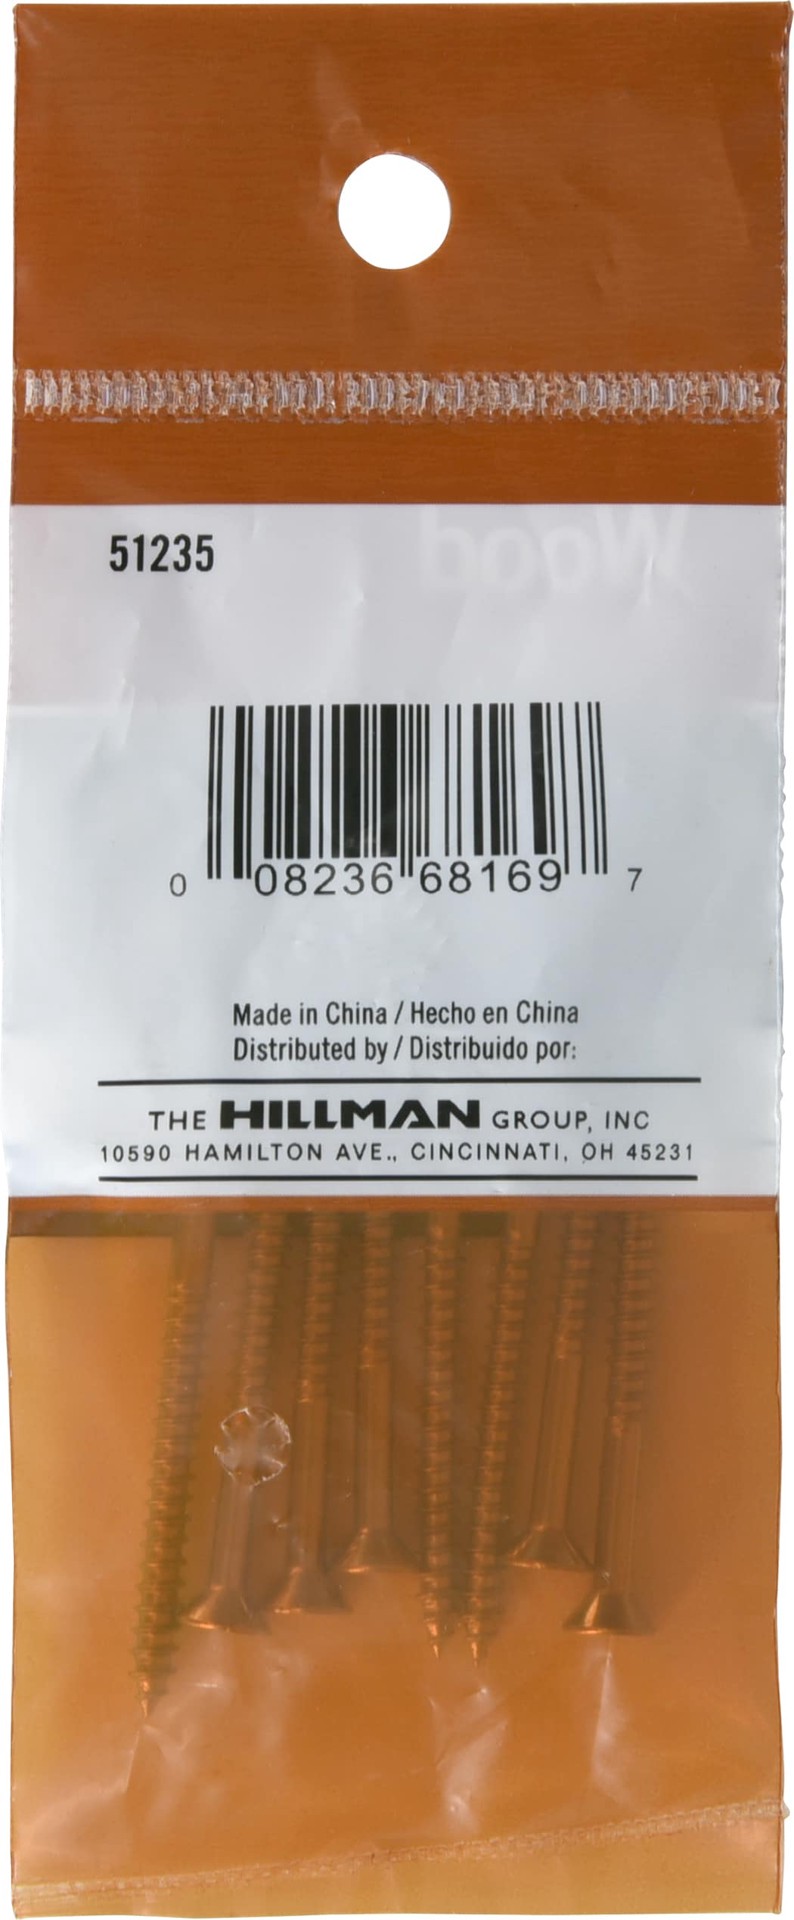 51235
Wood
0 08236 68169 7
Made in China / Hecho en China
Distributed by / Distribuido por:
THE HILLMAN GROUP, INC
10590 HAMILTON AVE., CINCINNATI, OH 45231